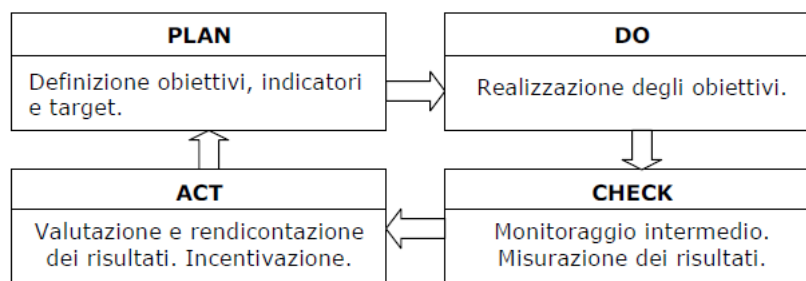 PLAN
Definizione obiettivi, indicatori
e target.
DO
Realizzazione degli obiettivi.
ACT
Valutazione e rendicontazione
dei risultati. Incentivazione.
CHECK
Monitoraggio intermedio.
Misurazione dei risultati.